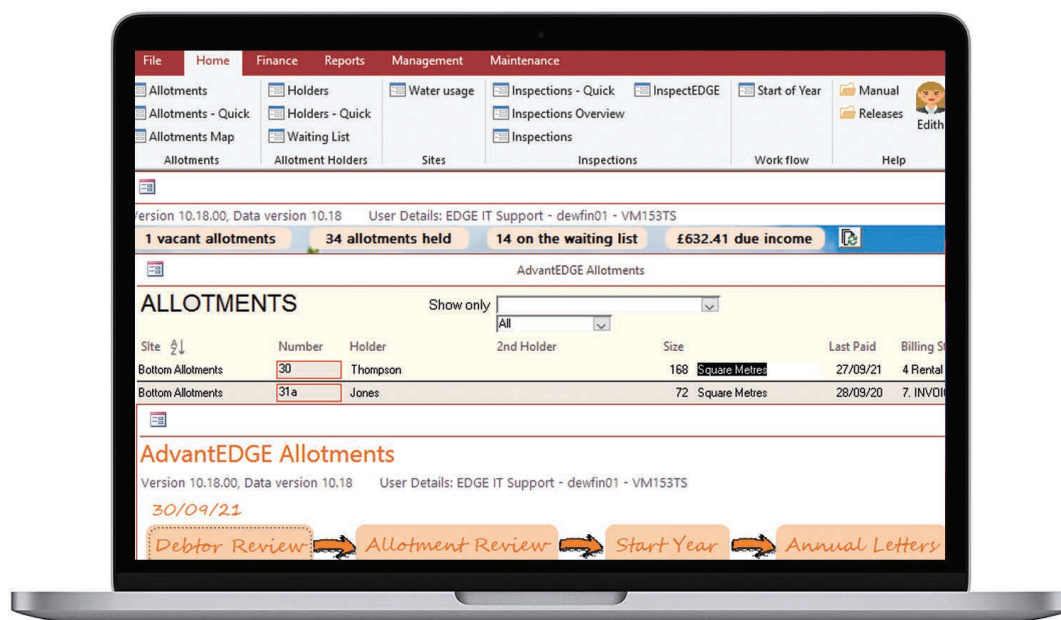 File Home Finance Reports Management Maintenance
Allotments Holders Water usage Inspections - Quick InspectEDGE Start of Year Manual
Allotments - Quick Holders - Quick Inspections Overview Releases
Edith
Allotments Map Waiting List Inspections
Allotments Allotment Holders Sites Inspections Work flow Help
Version 10.18.00, Data version 10.18 User Details: EDGE IT Support - dewfin01 - VM153TS
1 vacant allotments 34 allotments held 14 on the waiting list £632.41 due income
AdvantEDGE Allotments
ALLOTMENTS Show only
All
Site Number Holder 2nd Holder Size Last Paid Billing St
Bottom Allotments 30 Thompson 168 Square Metres 27/09/21 4 Rental
Bottom Allotments 31a Jones 72 Square Metres 28/09/20 7. INVOI
AdvantEDGE Allotments
Version 10.18.00, Data version 10.18 User Details: EDGE IT Support - dewfin01 - VM153TS
30/09/21
Debtor Review Allotment Review Start Year Annual Letters